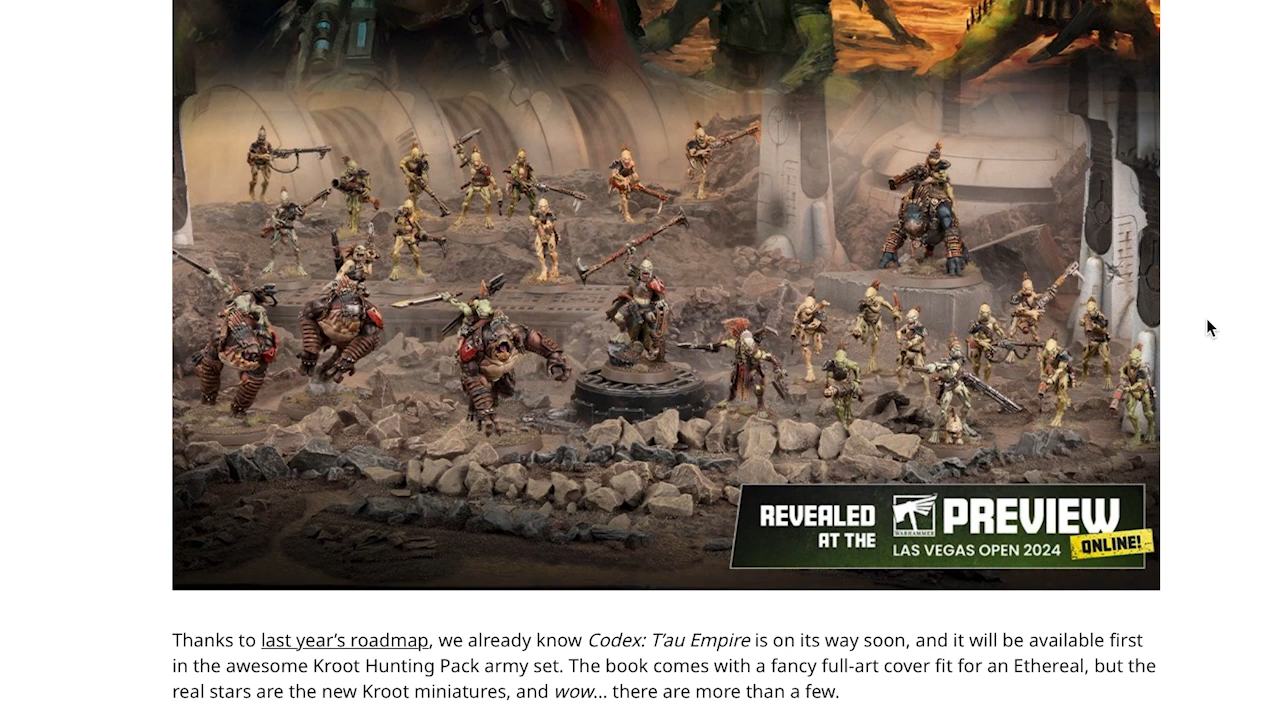 REVEALED
AT THE
WARHAMMER
PREVIEW
LAS VEGAS OPEN 2024
ONLINE!
Thanks to last year's roadmap, we already know Codex: T'au Empire is on its way soon, and it will be available first
in the awesome Kroot Hunting Pack army set. The book comes with a fancy full-art cover fit for an Ethereal, but the
real stars are the new Kroot miniatures, and wow... there are more than a few.